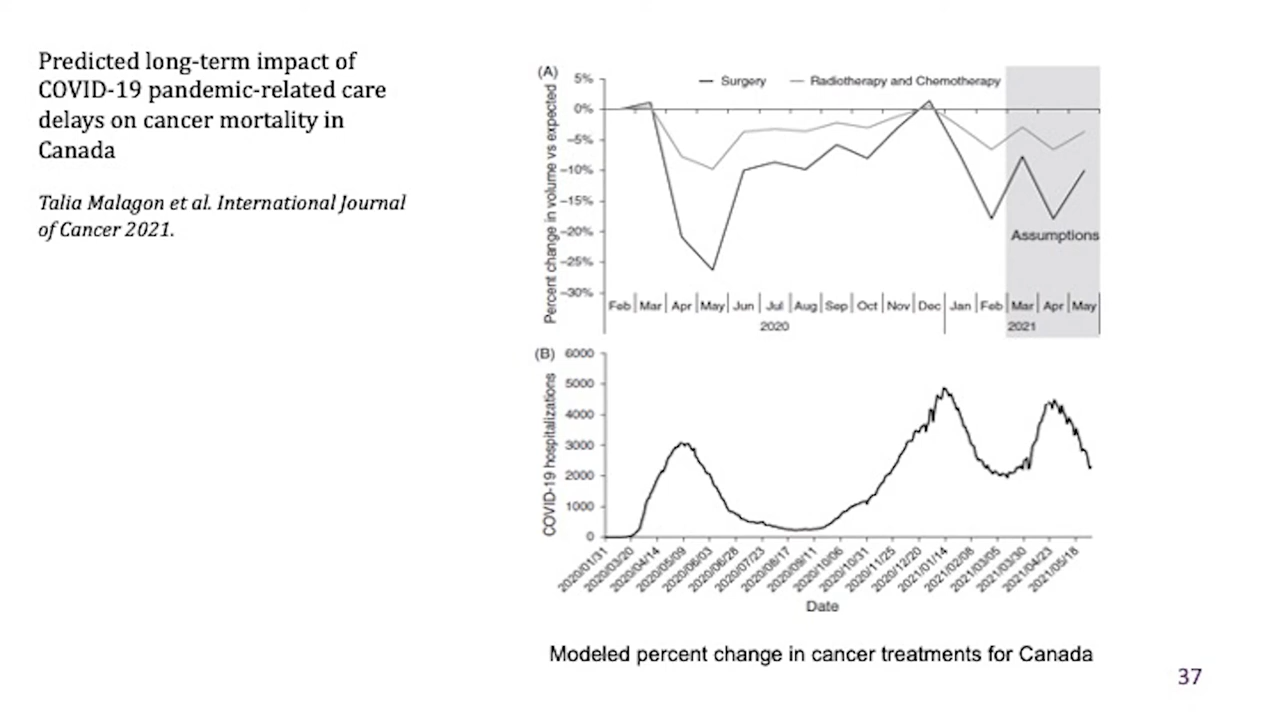 Predicted long-term impact of
COVID-19 pandemic-related care
delays on cancer mortality in
Canada
Talia Malagon et al. International Journal
of Cancer 2021.
(A)
Percent change in volume vs expected
5%
0%
–5%
–10%
–15%
–20%
–25%
–30%
Surgery
Radiotherapy and Chemotherapy
Assumptions
Feb Mar Apr May Jun Jul Aug Sep Oct Nov Dec Jan Feb Mar Apr May
2020 2021
(B)
COVID-19 hospitalizations
6000
5000
4000
3000
2000
1000
0
2020/01/31
2020/03/20
2020/04/14
2020/05/09
2020/06/03
2020/06/28
2020/07/23
2020/08/17
2020/09/11
2020/10/06
2020/10/31
2020/11/25
2020/12/20
2021/01/14
2021/02/08
2021/03/05
2021/03/30
2021/04/23
2021/05/18
Date
Modeled percent change in cancer treatments for Canada
37